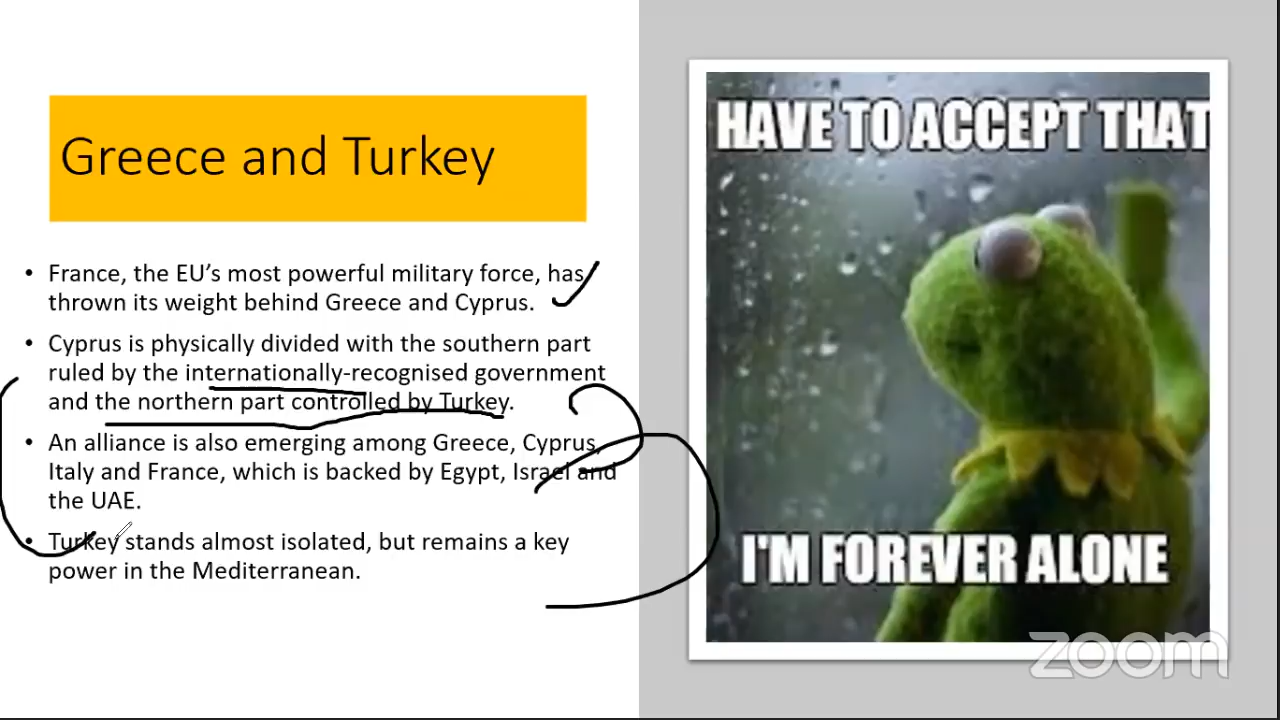 Greece and Turkey
• France, the EU’s most powerful military force, has
thrown its weight behind Greece and Cyprus.
• Cyprus is physically divided with the southern part
ruled by the internationally-recognised government
and the northern part controlled by Turkey.
• An alliance is also emerging among Greece, Cyprus,
Italy and France, which is backed by Egypt, Israel and
the UAE.
• Turkey stands almost isolated, but remains a key
power in the Mediterranean.
HAVE TO ACCEPT THAT
I'M FOREVER ALONE
zoom